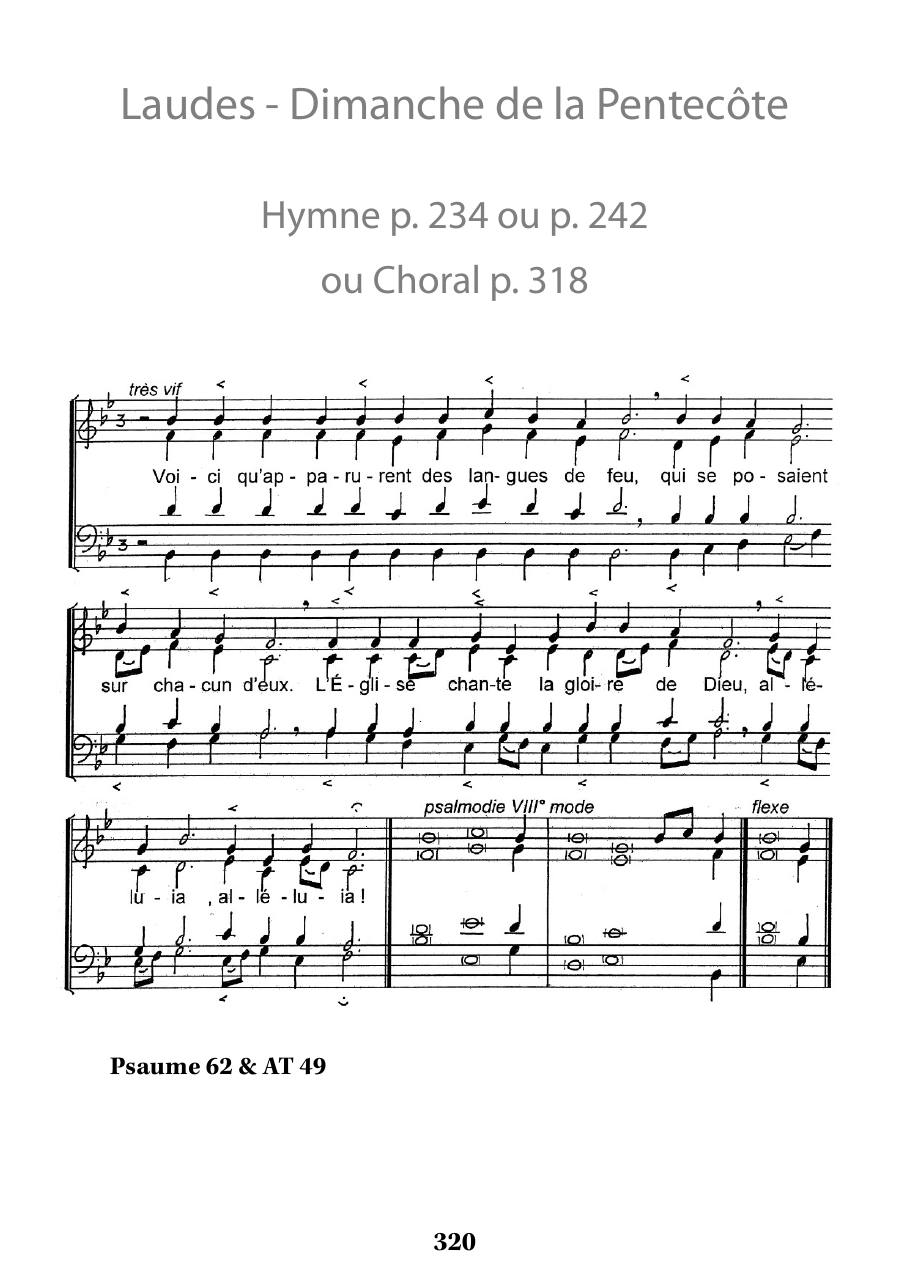 Laudes - Dimanche de la Pentecôte
Hymne p. 234 ou p. 242
ou Choral p. 318
très vif
3
Voi - ci qu'ap - pa - ru - rent des lan- gues de feu, qui se po - saient
3
sur cha - cun d'eux. L'É - gli - se chan-te la gloi- re de Dieu, al - lé-
psalmodie VIII° mode flexe
lu - ia , al - lé - lu - ia !
Psaume 62 & AT 49
320